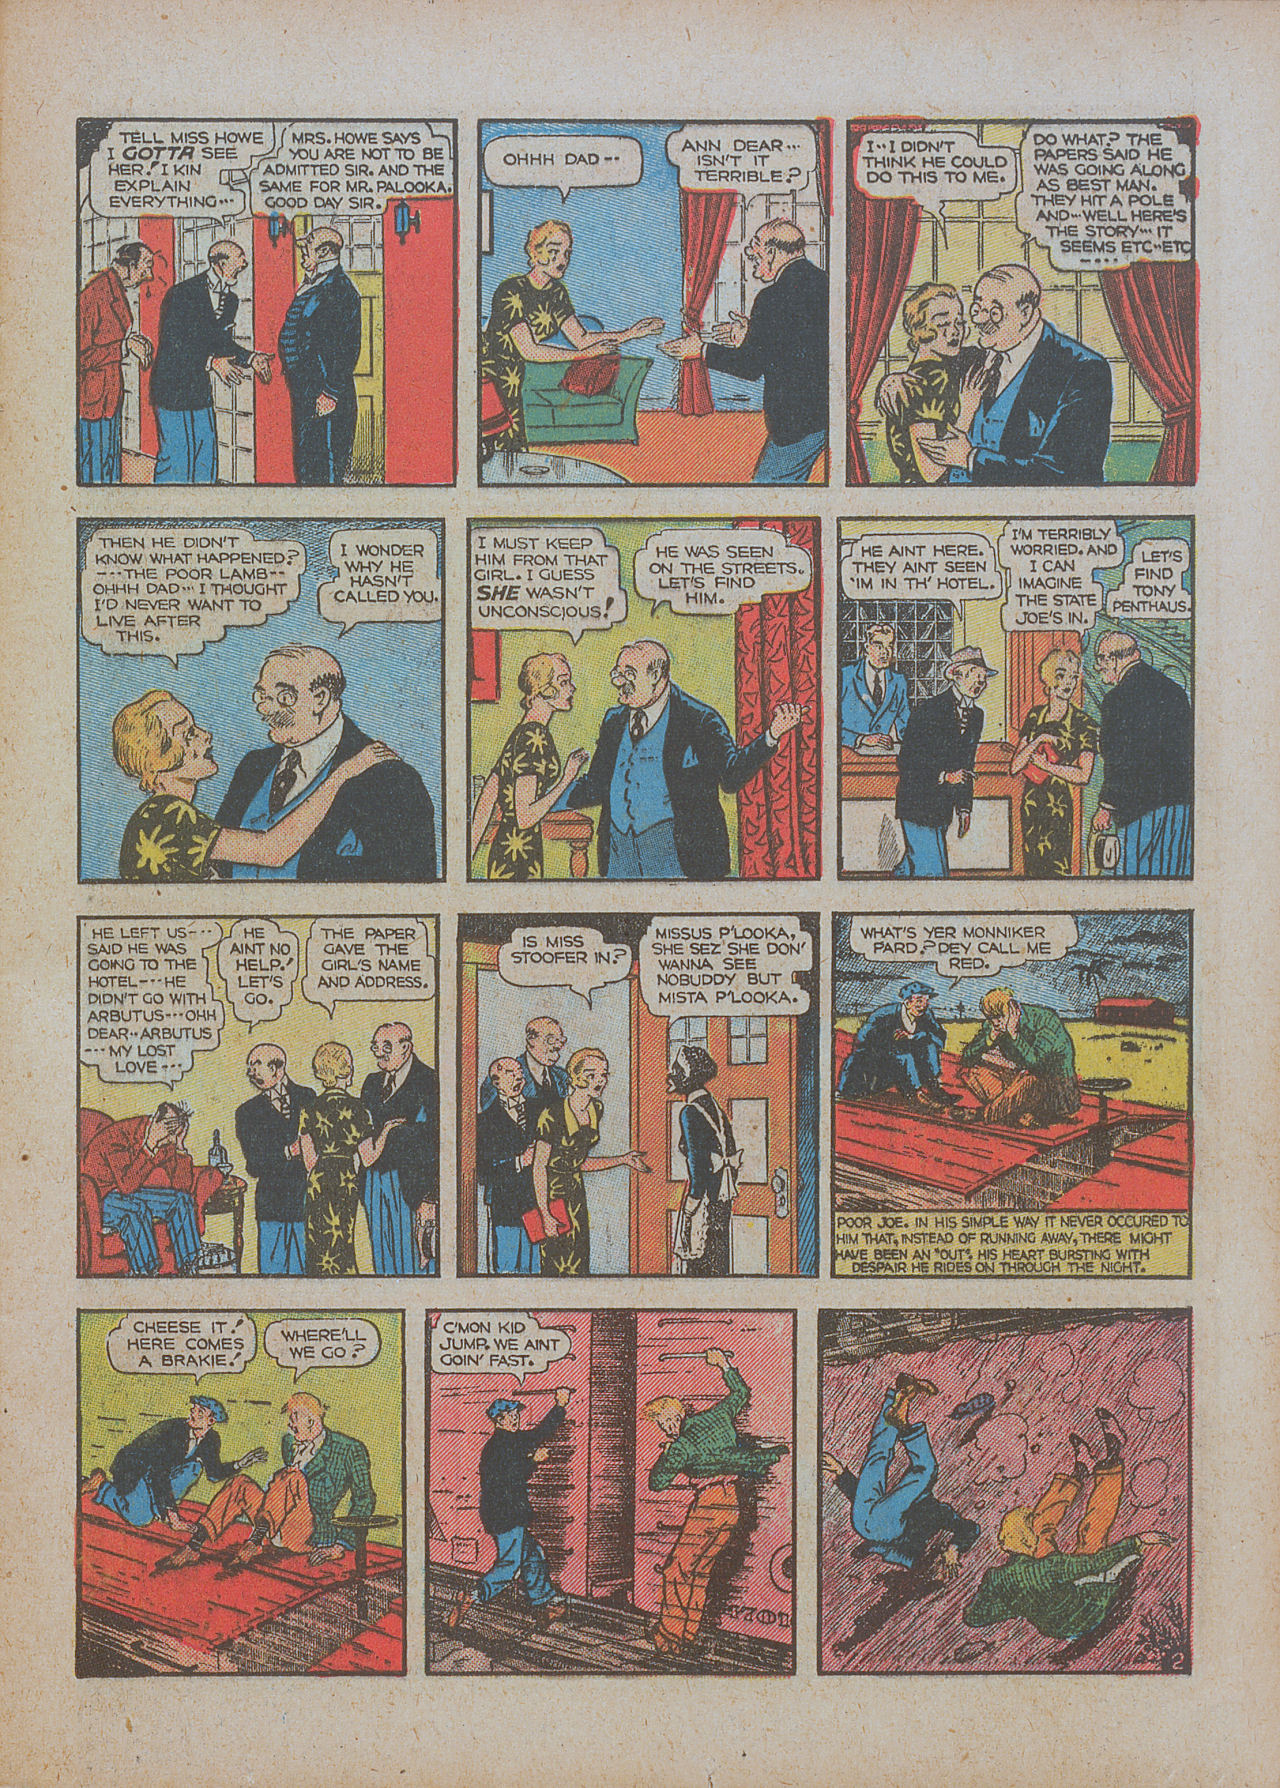 TELL MISS HOWE
I GOTTA SEE
HER! I KIN
EXPLAIN
EVERYTHING---
MRS. HOWE SAYS
YOU ARE NOT TO BE
ADMITTED SIR. AND THE
SAME FOR MR. PALOOKA.
GOOD DAY SIR.
OHHH DAD--
ANN DEAR---
ISN'T IT
TERRIBLE?
I--I DIDN'T
THINK HE COULD
DO THIS TO ME.
DO WHAT? THE
PAPERS SAID HE
WAS GOING ALONG
AS BEST MAN.
THEY HIT A POLE
AND--WELL HERE'S
THE STORY--- IT
SEEMS ETC--ETC
-----
THEN HE DIDN'T
KNOW WHAT HAPPENED?
---THE POOR LAMB--
OHHH DAD--- I THOUGHT
I'D NEVER WANT TO
LIVE AFTER
THIS.
I WONDER
WHY HE
HASN'T
CALLED YOU.
I MUST KEEP
HIM FROM THAT
GIRL. I GUESS
SHE WASN'T
UNCONSCIOUS!
HE WAS SEEN
ON THE STREETS.
LET'S FIND
HIM.
HE AINT HERE.
THEY AINT SEEN
'IM IN TH' HOTEL.
I'M TERRIBLY
WORRIED. AND
I CAN
IMAGINE
THE STATE
JOE'S IN.
LET'S
FIND
TONY
PENTHAUS.
HE LEFT US---
SAID HE WAS
GOING TO THE
HOTEL---HE
DIDN'T GO WITH
ARBUTUS---OHH
DEAR--ARBUTUS
---MY LOST
LOVE---
HE
AINT NO
HELP!
LET'S
GO.
THE PAPER
GAVE THE
GIRL'S NAME
AND ADDRESS.
IS MISS
STOOFER IN?
MISSUS P'LOOKA,
SHE SEZ SHE DON'
WANNA SEE
NOBUDDY BUT
MISTA P'LOOKA.
WHAT'S YER MONNIKER
PARD? DEY CALL ME
RED.
POOR JOE. IN HIS SIMPLE WAY IT NEVER OCCURED TO
HIM THAT, INSTEAD OF RUNNING AWAY, THERE MIGHT
HAVE BEEN AN "OUT". HIS HEART BURSTING WITH
DESPAIR HE RIDES ON THROUGH THE NIGHT.
CHEESE IT!
HERE COMES
A BRAKIE!
WHERE'LL
WE GO?
C'MON KID
JUMP. WE AINT
GOIN' FAST.
2